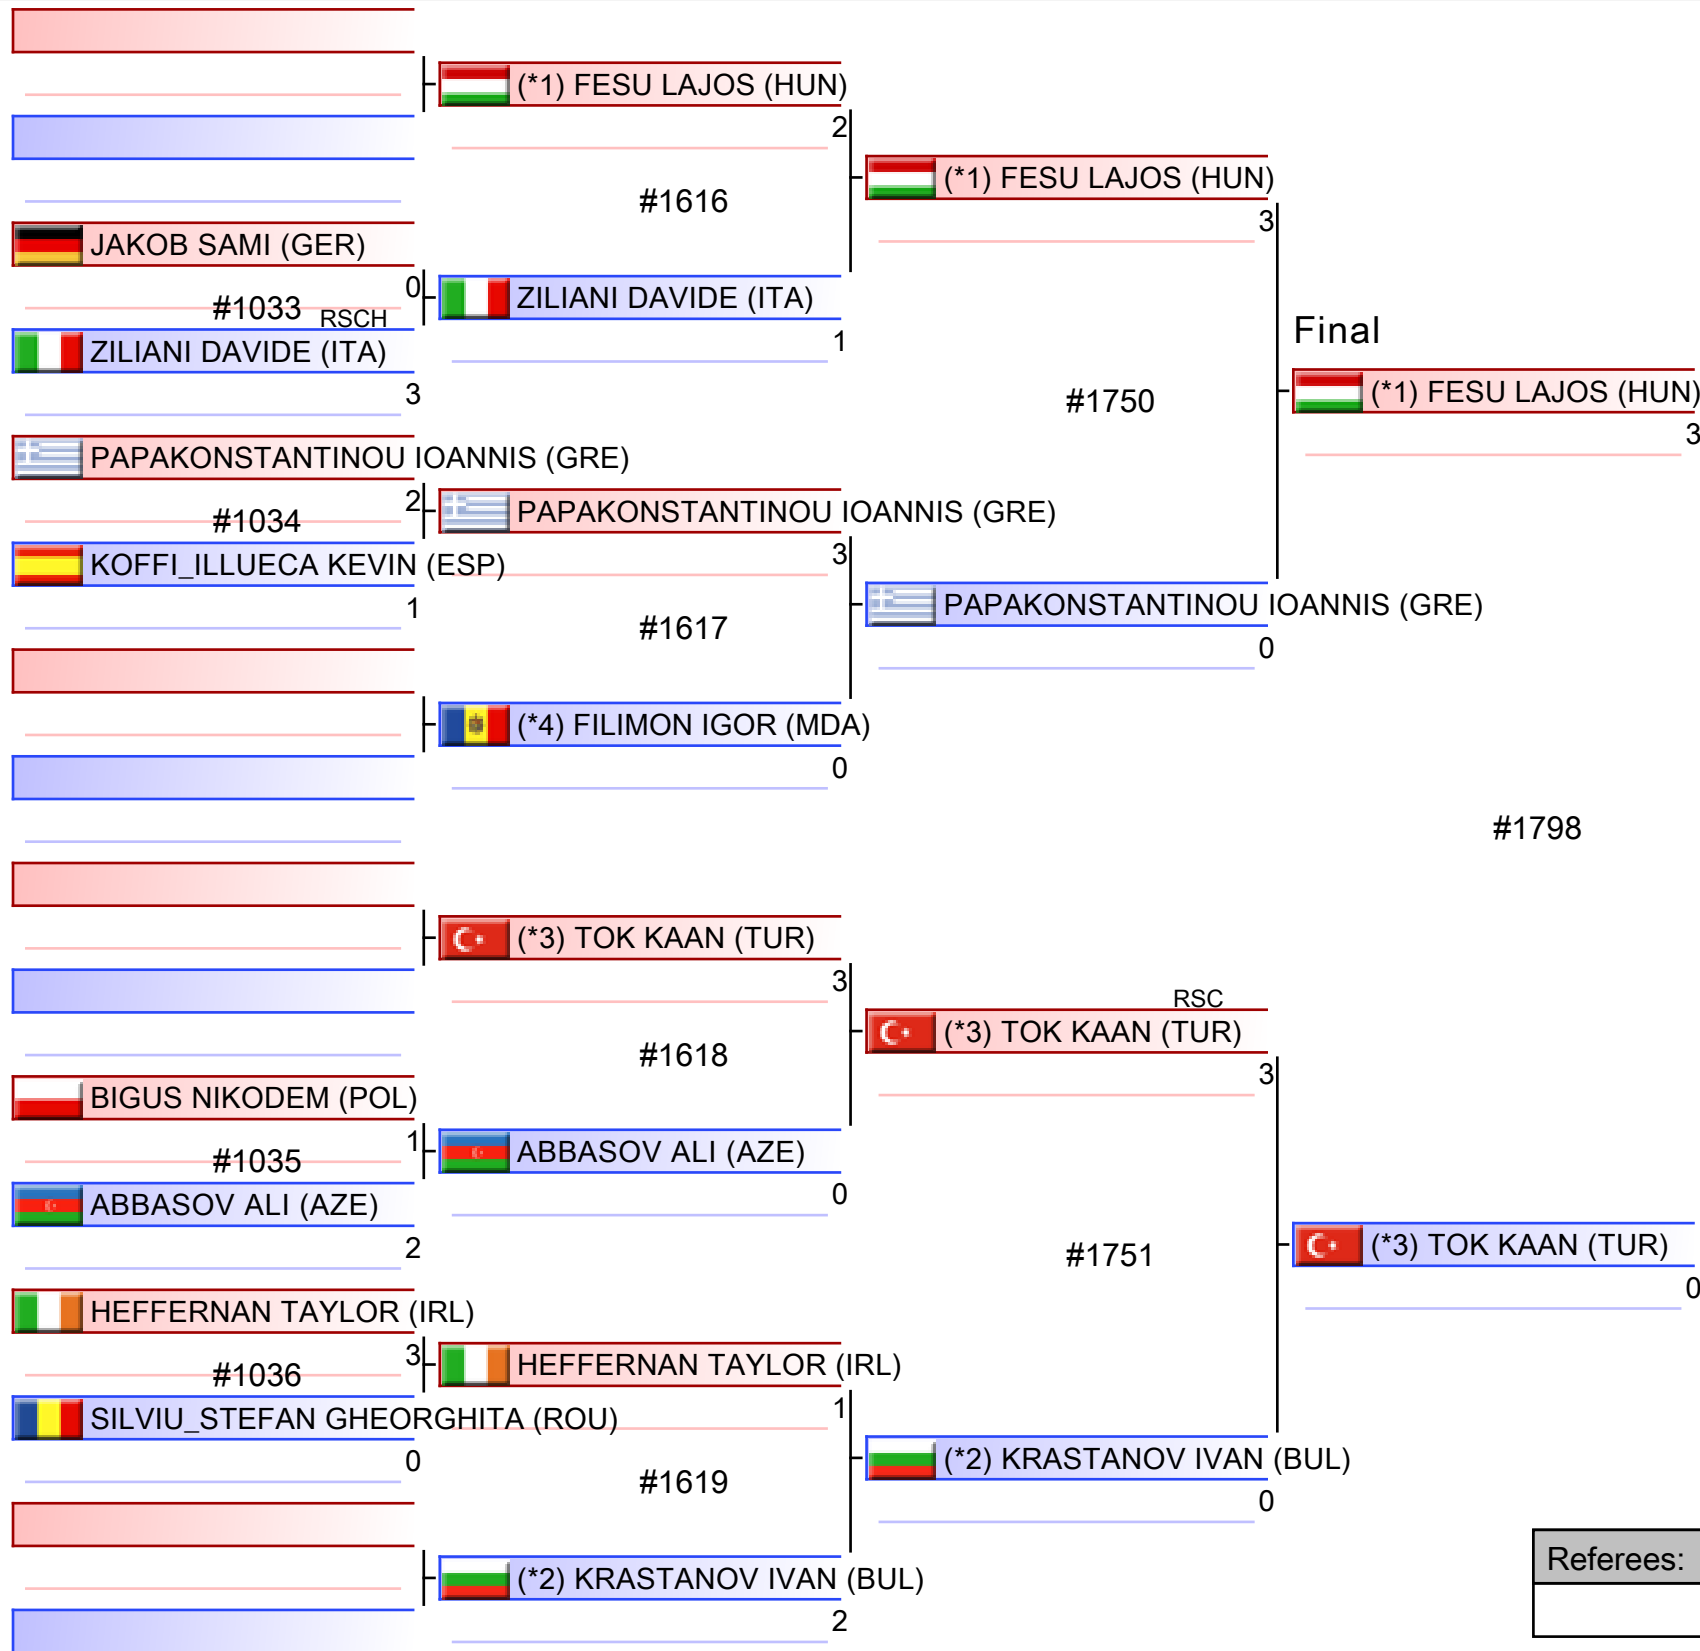 (*1) FESU LAJOS (HUN)
2
(*1) FESU LAJOS (HUN)
#1616
3
JAKOB SAMI (GER)
0
#1033 RSCH
ZILIANI DAVIDE (ITA)
ZILIANI DAVIDE (ITA)
1
3
Final
(*1) FESU LAJOS (HUN)
#1750
3
PAPAKONSTANTINOU IOANNIS (GRE)
2
#1034
PAPAKONSTANTINOU IOANNIS (GRE)
KOFFI_ILLUECA KEVIN (ESP)
3
1
#1617
PAPAKONSTANTINOU IOANNIS (GRE)
0
(*4) FILIMON IGOR (MDA)
0
#1798
(*3) TOK KAAN (TUR)
3
RSC
(*3) TOK KAAN (TUR)
#1618
3
BIGUS NIKODEM (POL)
1
#1035
ABBASOV ALI (AZE)
ABBASOV ALI (AZE)
0
2
#1751
(*3) TOK KAAN (TUR)
0
HEFFERNAN TAYLOR (IRL)
3
#1036
HEFFERNAN TAYLOR (IRL)
SILVIU_STEFAN GHEORGHITA (ROU)
1
0
#1619
(*2) KRASTANOV IVAN (BUL)
0
(*2) KRASTANOV IVAN (BUL)
2
Referees: